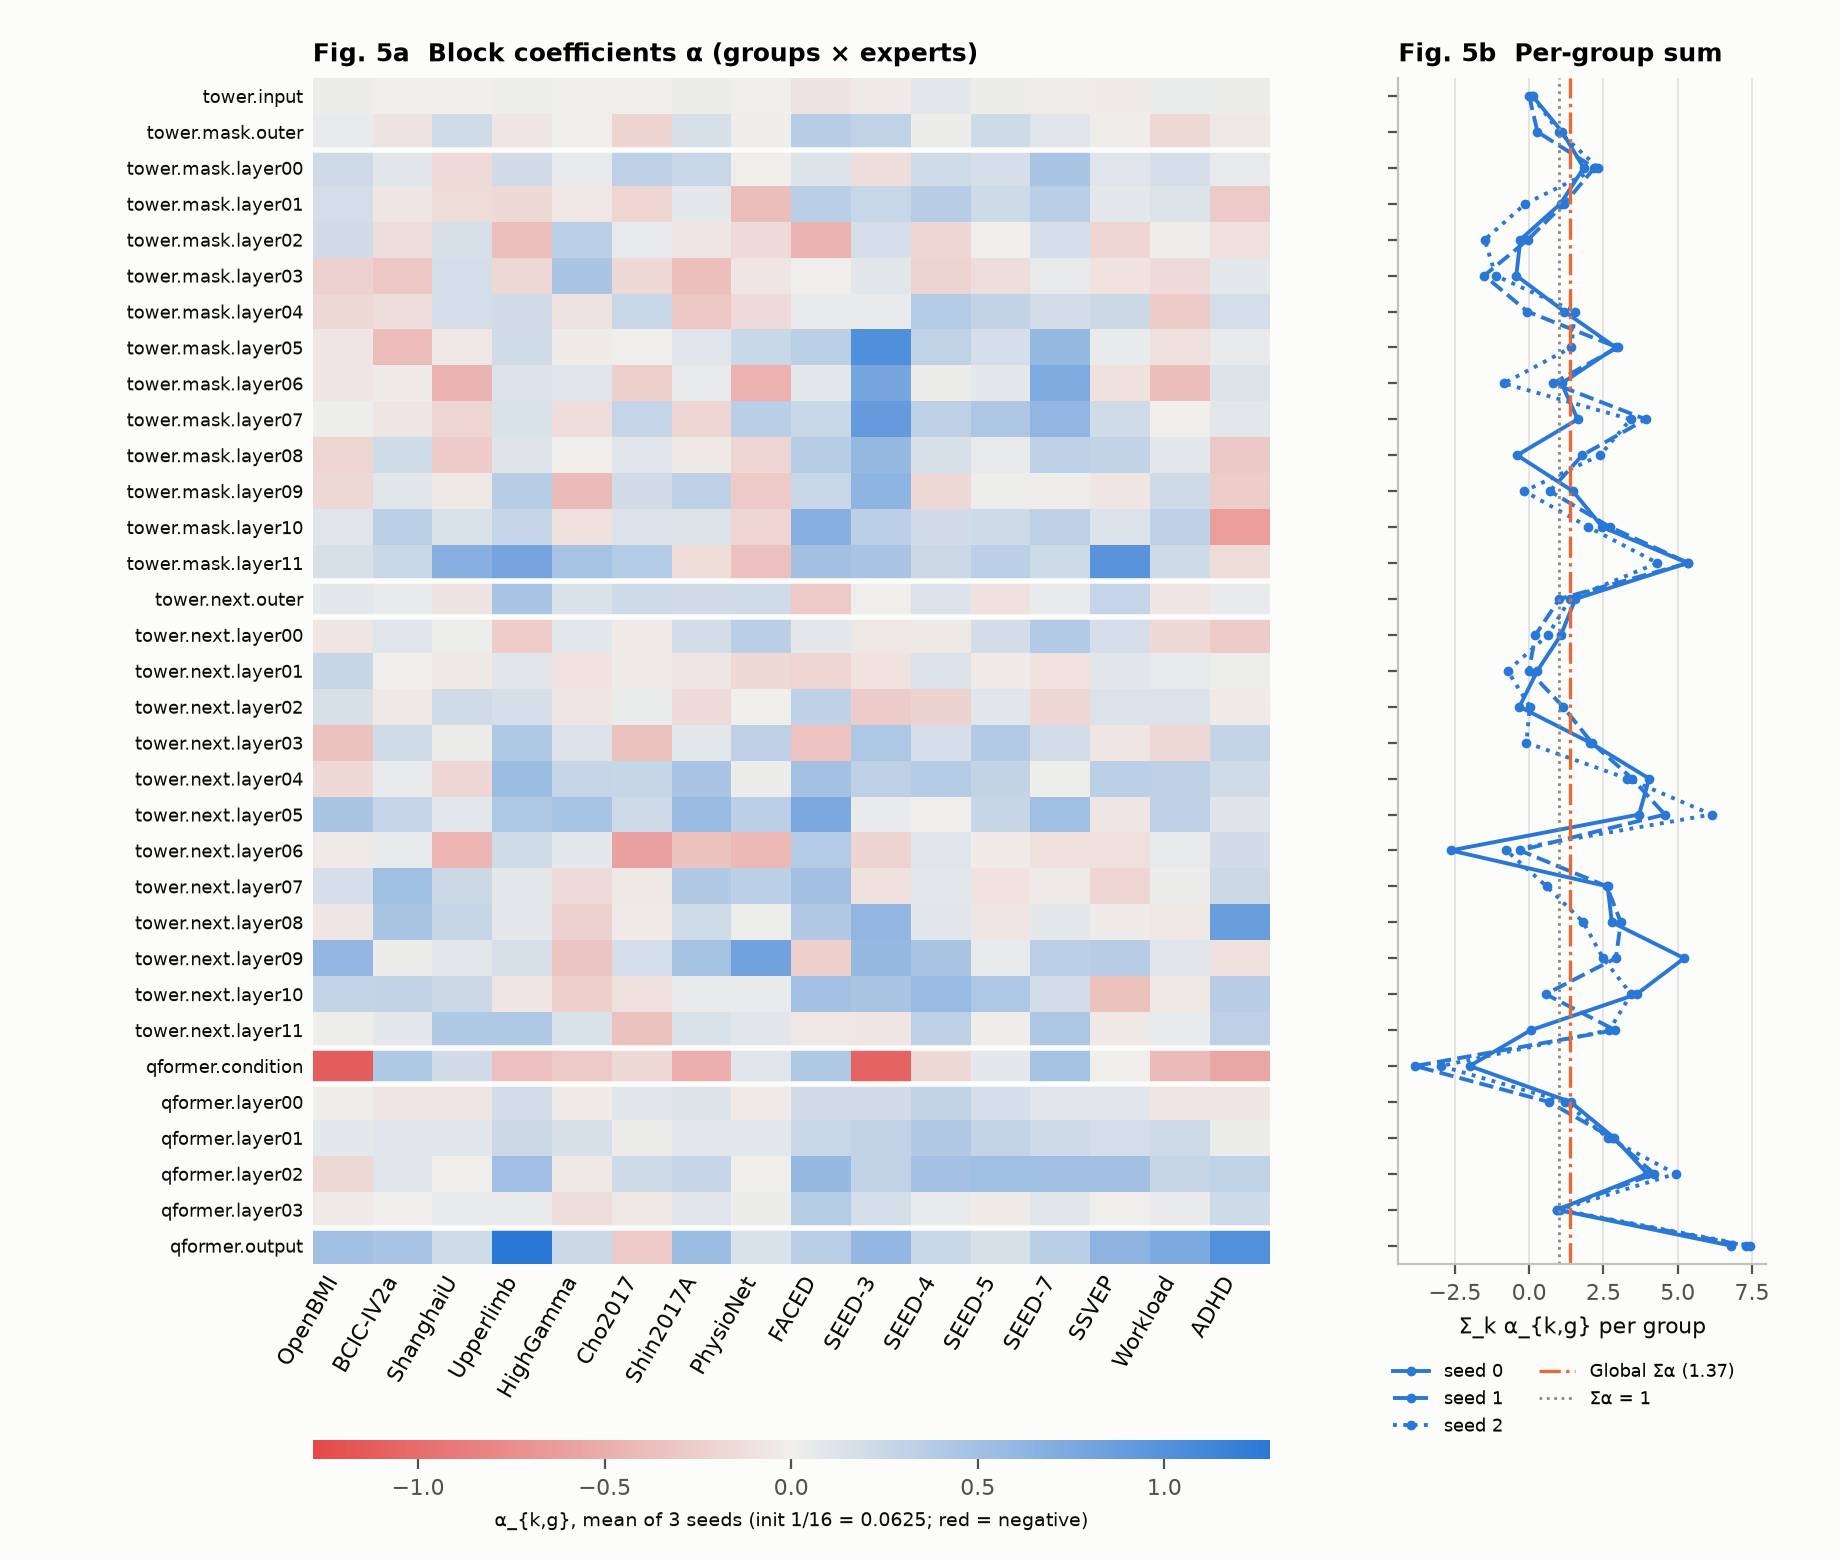 Fig. 5a  Block coefficients α (groups × experts)
tower.input
tower.mask.outer
tower.mask.layer00
tower.mask.layer01
tower.mask.layer02
tower.mask.layer03
tower.mask.layer04
tower.mask.layer05
tower.mask.layer06
tower.mask.layer07
tower.mask.layer08
tower.mask.layer09
tower.mask.layer10
tower.mask.layer11
tower.next.outer
tower.next.layer00
tower.next.layer01
tower.next.layer02
tower.next.layer03
tower.next.layer04
tower.next.layer05
tower.next.layer06
tower.next.layer07
tower.next.layer08
tower.next.layer09
tower.next.layer10
tower.next.layer11
qformer.condition
qformer.layer00
qformer.layer01
qformer.layer02
qformer.layer03
qformer.output
OpenBMI
BCIC-IV2a
ShanghaiU
Upperlimb
HighGamma
Cho2017
Shin2017A
PhysioNet
FACED
SEED-3
SEED-4
SEED-5
SEED-7
SSVEP
Workload
ADHD
−1.0 −0.5 0.0 0.5 1.0
α_{k,g}, mean of 3 seeds (init 1/16 = 0.0625; red = negative)
Fig. 5b  Per-group sum
−2.5 0.0 2.5 5.0 7.5
Σ_k α_{k,g} per group
seed 0
seed 1
seed 2
Global Σα (1.37)
Σα = 1